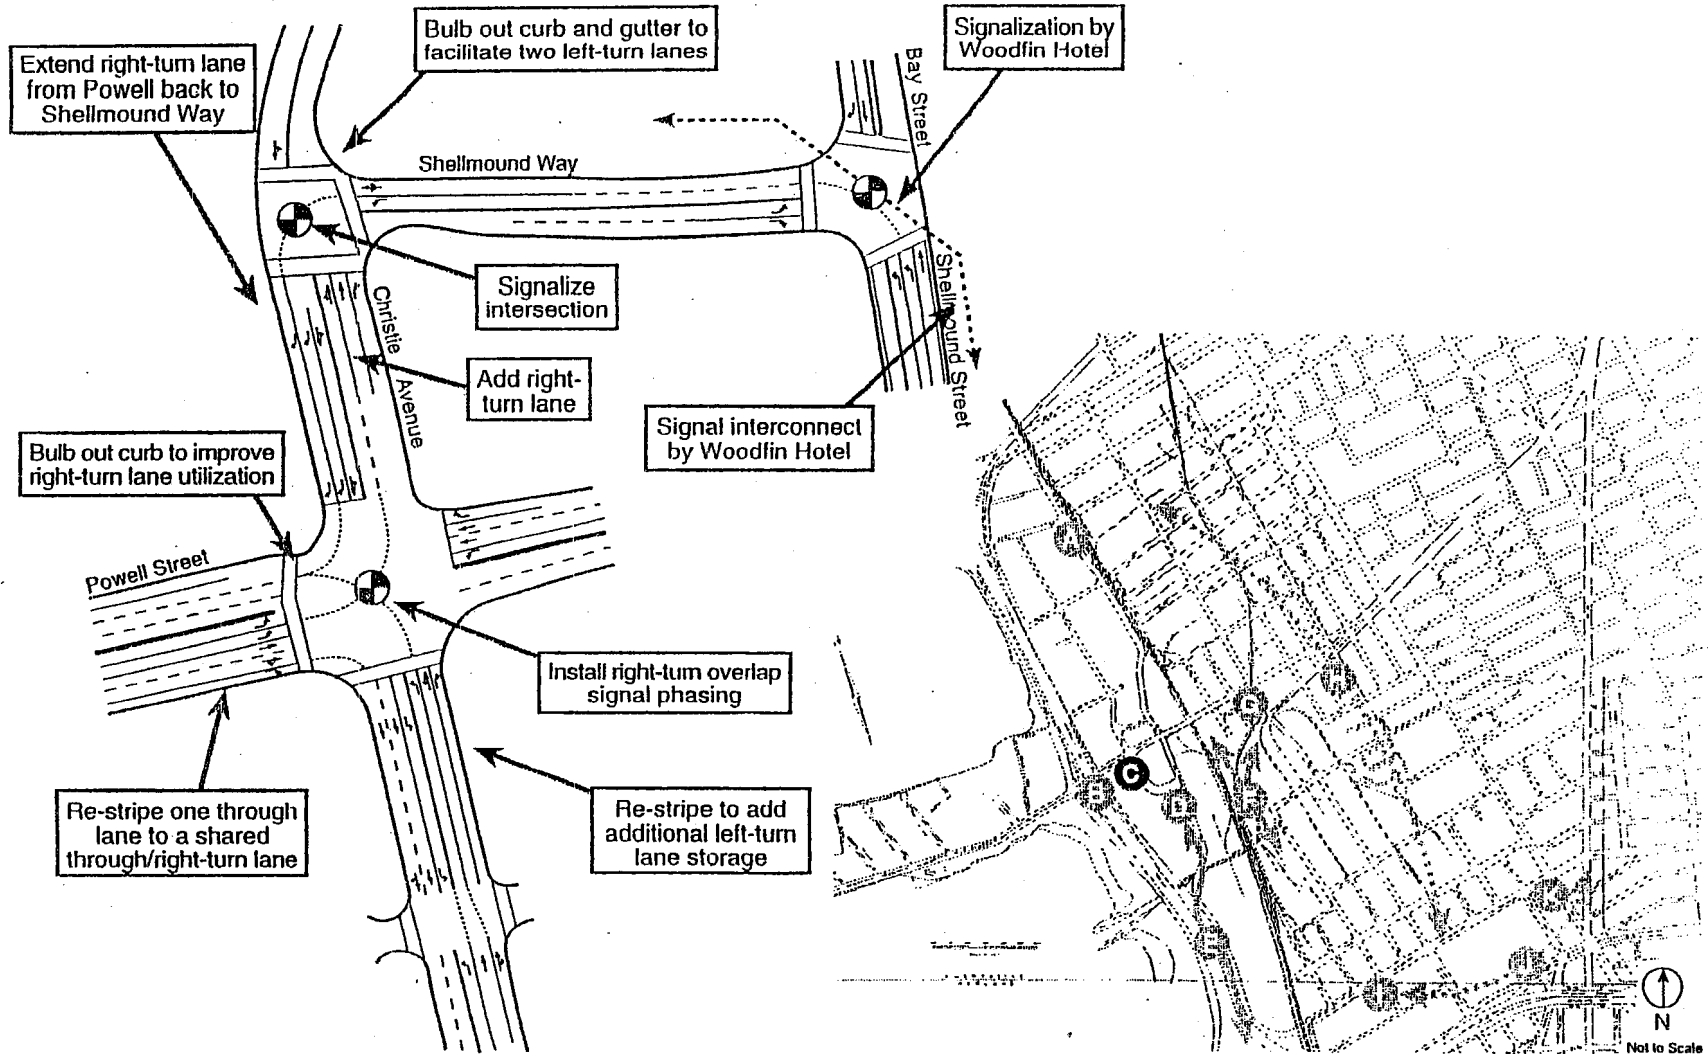 Extend right-turn lane
from Powell back to
Shellmound Way
Bulb out curb and gutter to
facilitate two left-turn lanes
Signalization by
Woodfin Hotel
Bay Street
Shellmound Way
Signalize
intersection
Christie
Avenue
Add right-
turn lane
Shellmound Street
Signal interconnect
by Woodfin Hotel
Bulb out curb to improve
right-turn lane utilization
Powell Street
Install right-turn overlap
signal phasing
Re-stripe one through
lane to a shared
through/right-turn lane
Re-stripe to add
additional left-turn
lane storage
A
B
C
D
E
F
G
H
K
J
N
Not to Scale